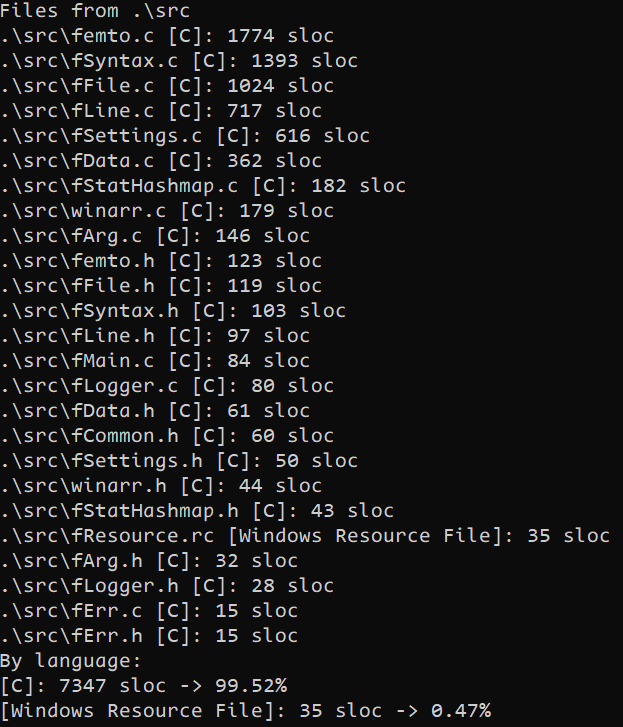 Files from .\src
.\src\femto.c [C]: 1774 sloc
.\src\fSyntax.c [C]: 1393 sloc
.\src\fFile.c [C]: 1024 sloc
.\src\fLine.c [C]: 717 sloc
.\src\fSettings.c [C]: 616 sloc
.\src\fData.c [C]: 362 sloc
.\src\fStatHashmap.c [C]: 182 sloc
.\src\winarr.c [C]: 179 sloc
.\src\fArg.c [C]: 146 sloc
.\src\femto.h [C]: 123 sloc
.\src\fFile.h [C]: 119 sloc
.\src\fSyntax.h [C]: 103 sloc
.\src\fLine.h [C]: 97 sloc
.\src\fMain.c [C]: 84 sloc
.\src\fLogger.c [C]: 80 sloc
.\src\fData.h [C]: 61 sloc
.\src\fCommon.h [C]: 60 sloc
.\src\fSettings.h [C]: 50 sloc
.\src\winarr.h [C]: 44 sloc
.\src\fStatHashmap.h [C]: 43 sloc
.\src\fResource.rc [Windows Resource File]: 35 sloc
.\src\fArg.h [C]: 32 sloc
.\src\fLogger.h [C]: 28 sloc
.\src\fErr.c [C]: 15 sloc
.\src\fErr.h [C]: 15 sloc
By language:
[C]: 7347 sloc -> 99.52%
[Windows Resource File]: 35 sloc -> 0.47%